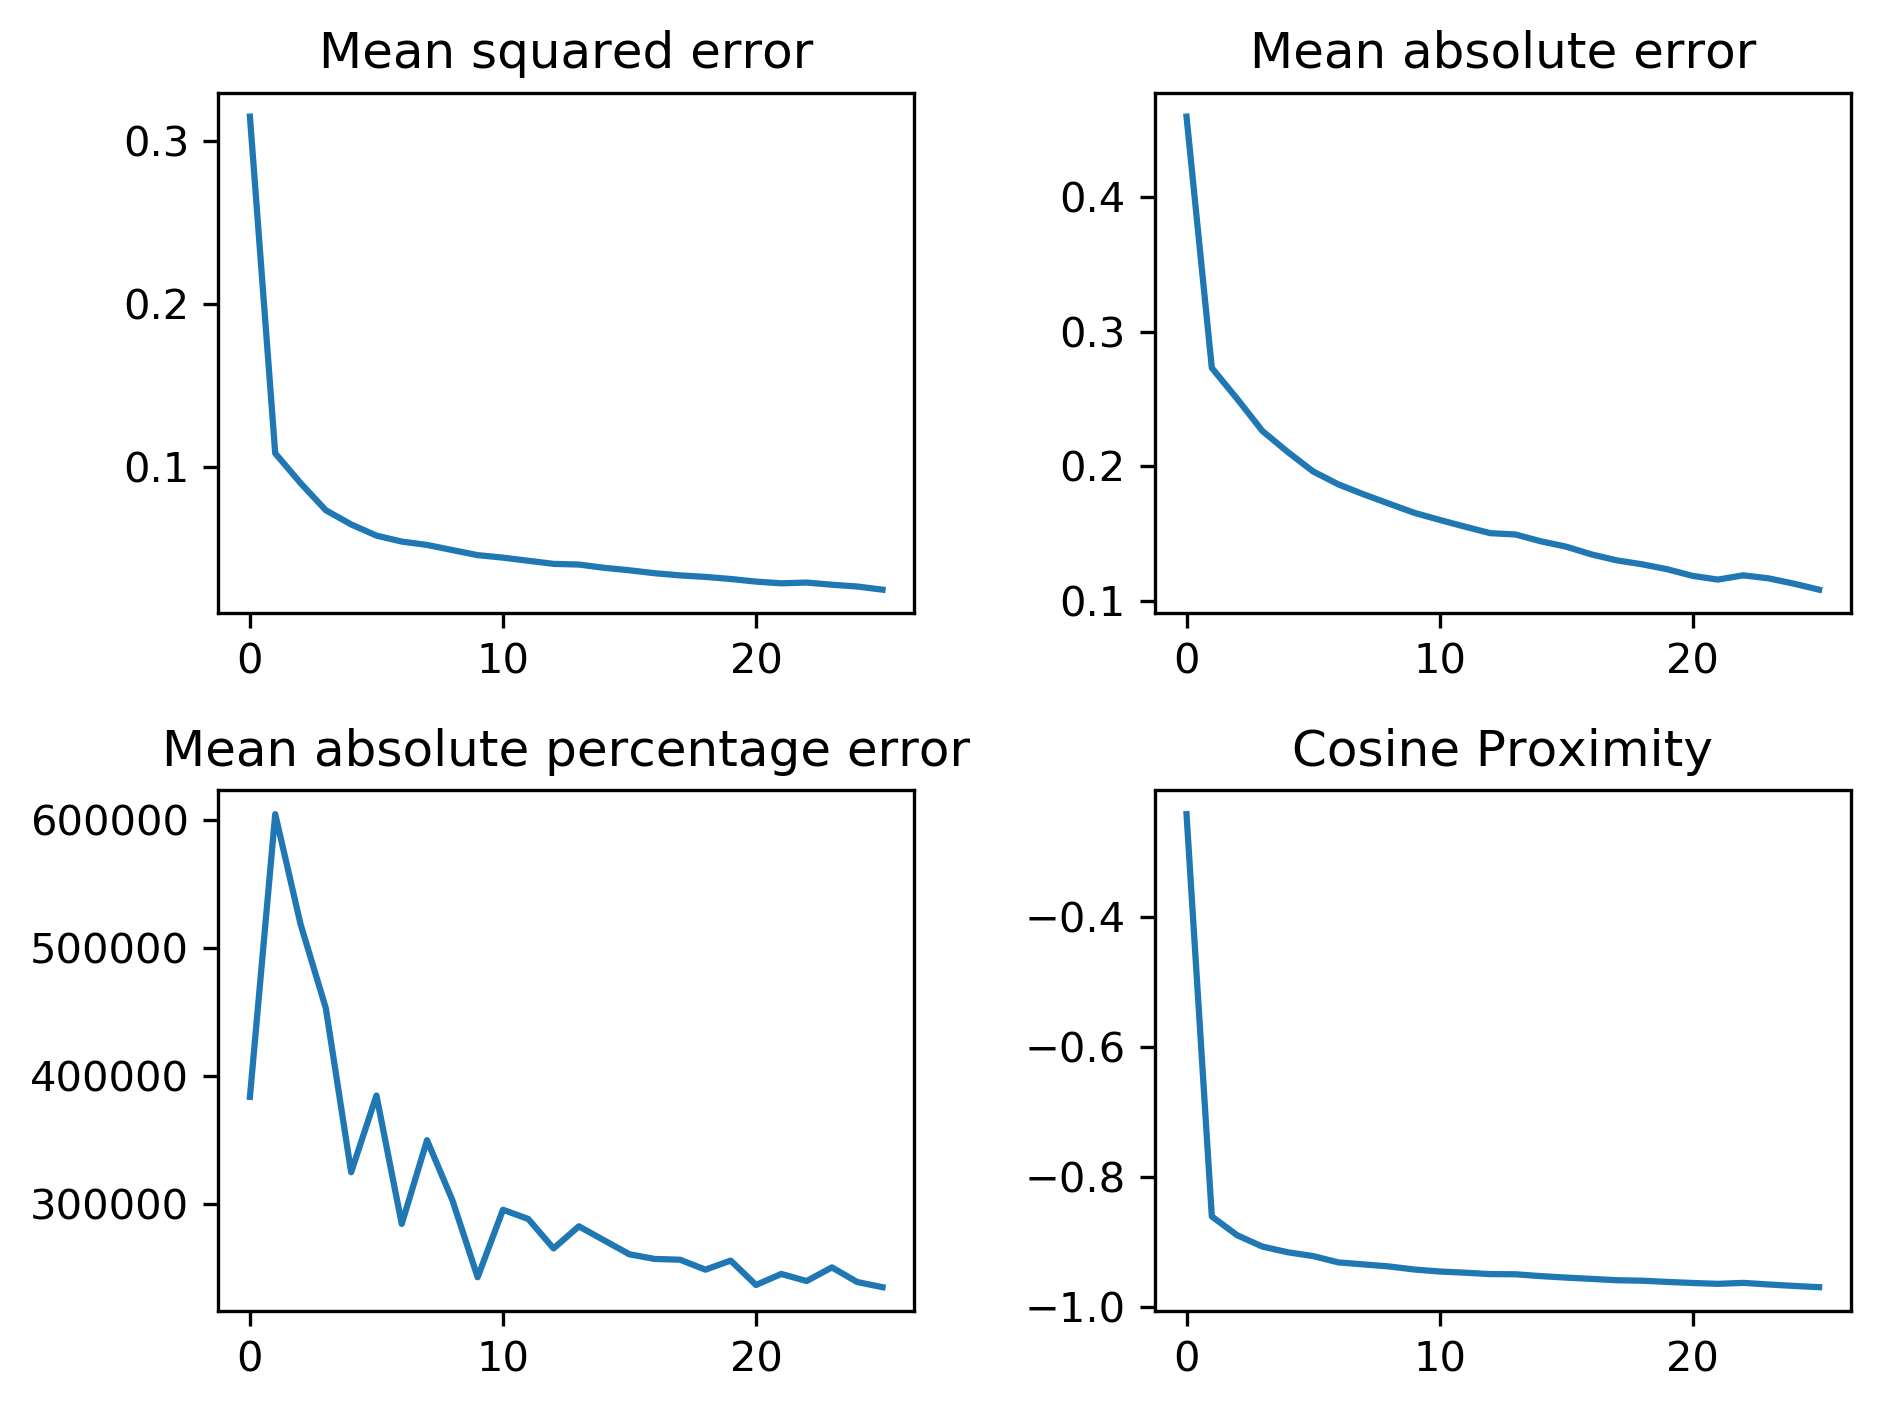 Mean squared error
0.3
0.2
0.1
0 10 20
Mean absolute error
0.4
0.3
0.2
0.1
0 10 20
Mean absolute percentage error
600000
500000
400000
300000
0 10 20
Cosine Proximity
−0.4
−0.6
−0.8
−1.0
0 10 20